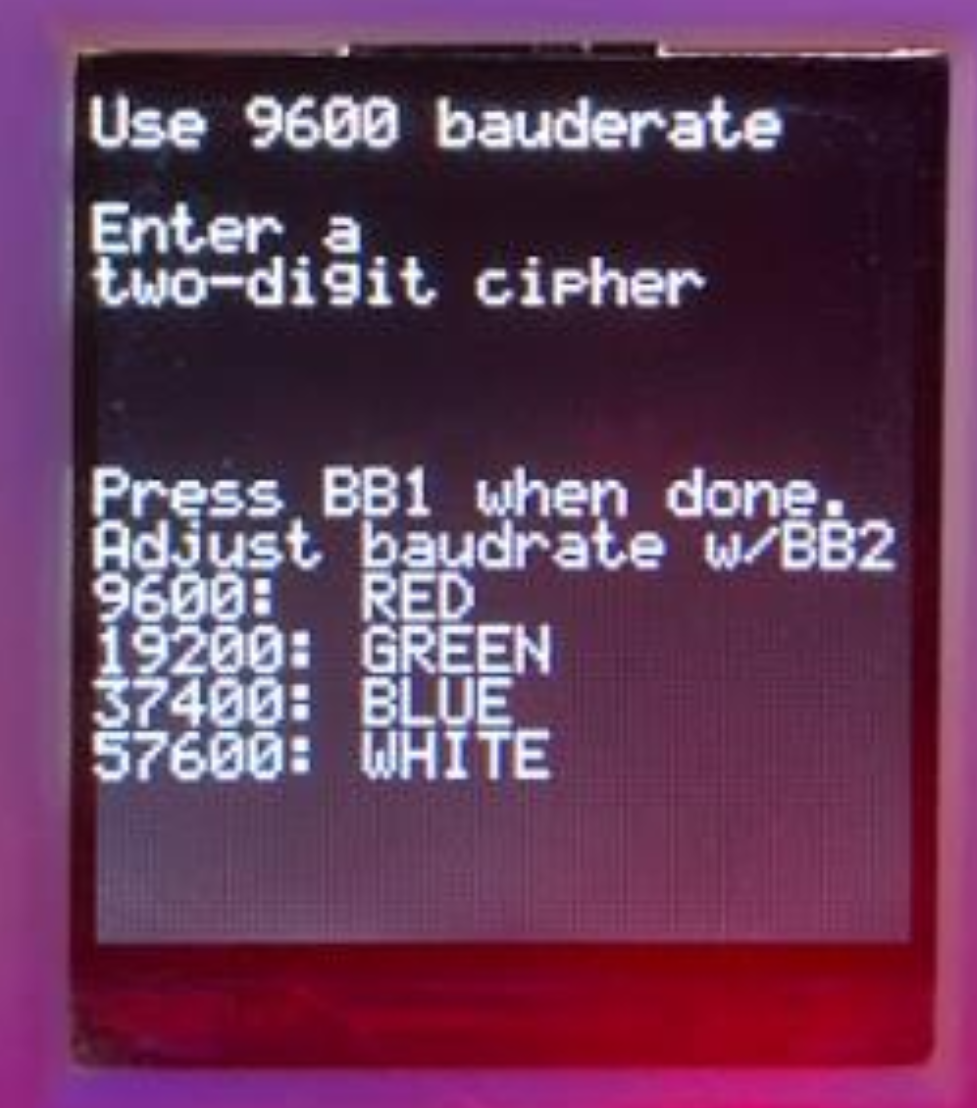 Use 9600 bauderate
Enter a
two-digit cipher
Press BB1 when done.
Adjust baudrate w/BB2
9600: RED
19200: GREEN
37400: BLUE
57600: WHITE